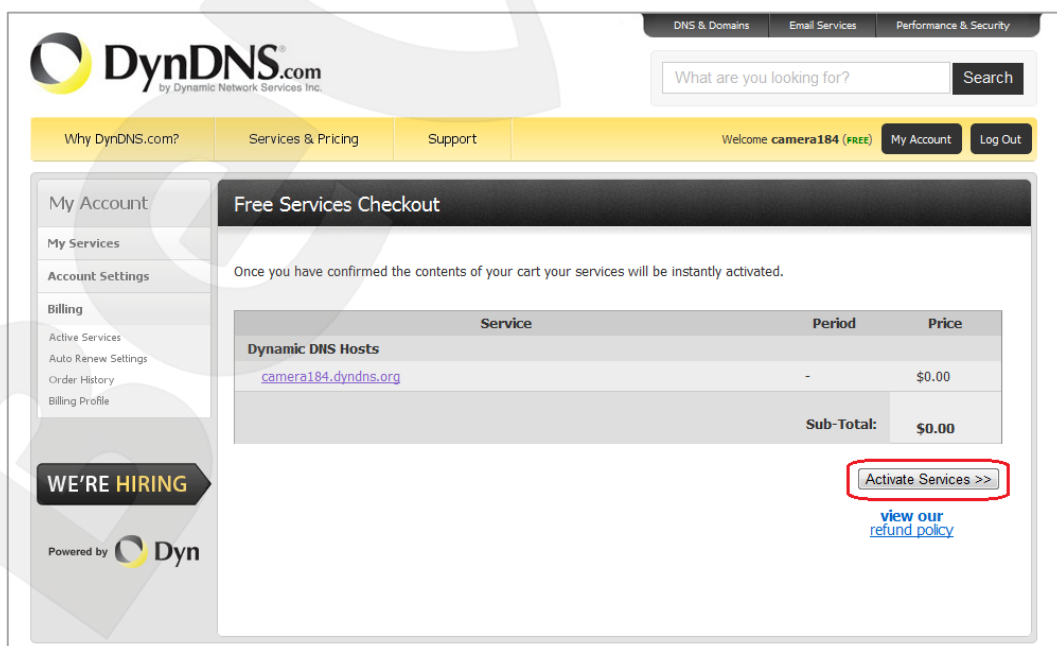 DNS & Domains Email Services Performance & Security
DynDNS.com
by Dynamic Network Services Inc.
What are you looking for? Search
Why DynDNS.com? Services & Pricing Support Welcome camera184 (FREE) My Account Log Out
My Account
My Services
Account Settings
Billing
Active Services
Auto Renew Settings
Order History
Billing Profile
WE'RE HIRING
Powered by Dyn
Free Services Checkout
Once you have confirmed the contents of your cart your services will be instantly activated.
Service Period Price
Dynamic DNS Hosts
camera184.dyndns.org - $0.00
Sub-Total: $0.00
Activate Services >>
view our
refund policy